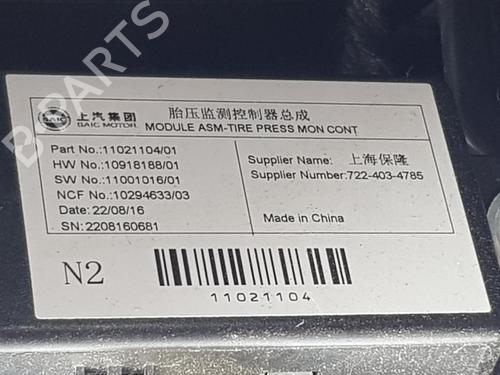 B-PARTS
SAIC 上汽集团
SAIC MOTOR
胎压监测控制器总成
MODULE ASM-TIRE PRESS MON CONT
Part No.:11021104/01
HW No.:10918188/01
SW No.:11001016/01
NCF No.:10294633/03
Date:22/08/16
SN:2208160681
Supplier Name: 上海保隆
Supplier Number:722-403-4785
Made in China
N2
11021104